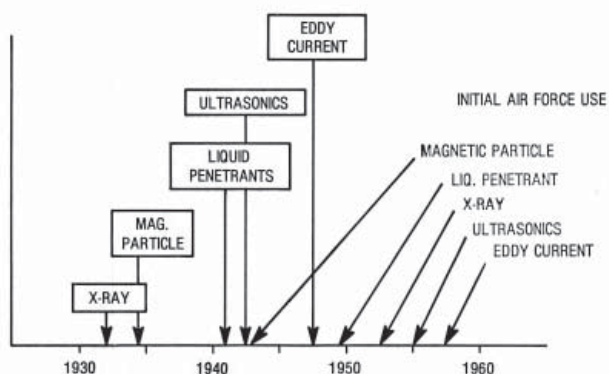 EDDY
CURRENT
ULTRASONICS
INITIAL AIR FORCE USE
LIQUID
PENETRANTS
MAGNETIC PARTICLE
LIQ. PENETRANT
X-RAY
ULTRASONICS
EDDY CURRENT
MAG.
PARTICLE
X-RAY
1930 1940 1950 1960